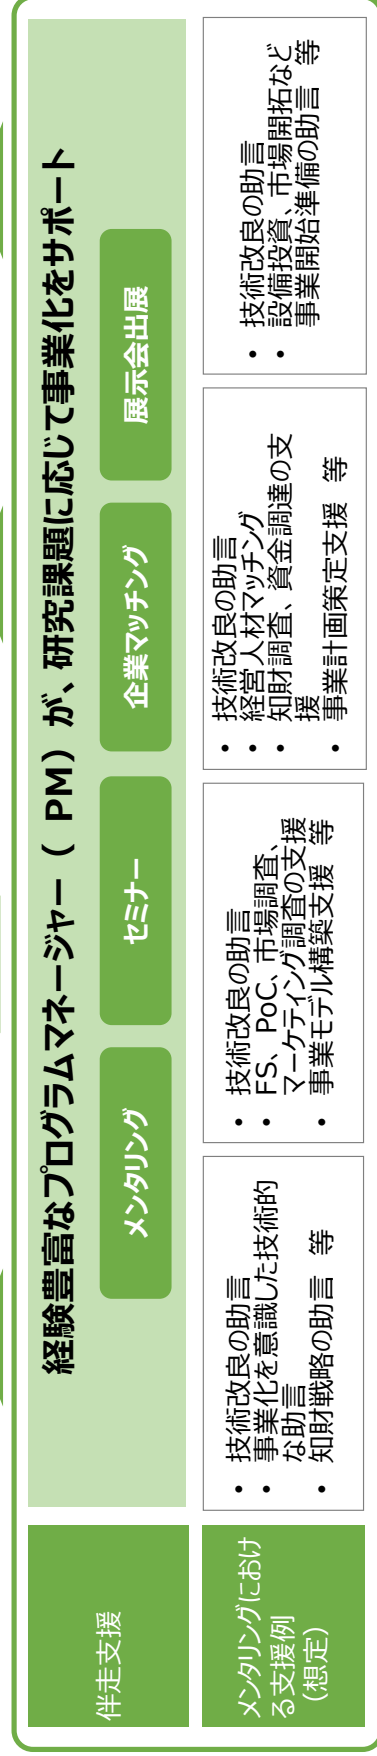 伴走支援
経験豊富なプログラムマネージャー（ PM）が、研究課題に応じて事業化をサポート
メンタリング
セミナー
企業マッチング
展示会出展
メンタリングにおけ
る支援例
（想定）
• 技術改良の助言
• 事業化を意識した技術的
な助言
• 知財戦略の助言 等
• 技術改良の助言
• FS、PoC、市場調査、
マーケティング調査の支援
• 事業モデル構築支援 等
• 技術改良の助言
• 経営人材マッチング
• 知財調査、資金調達の支
援
• 事業計画策定支援 等
• 技術改良の助言
• 設備投資、市場開拓など
事業開始準備の助言 等